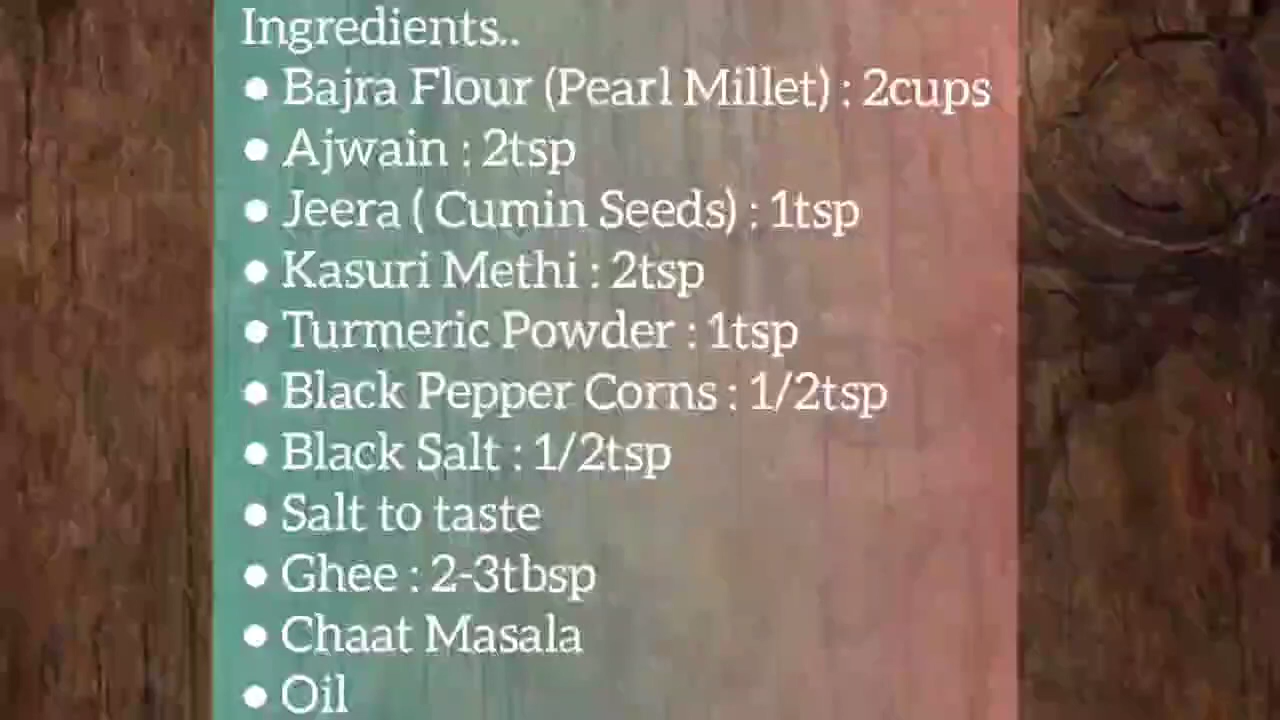 Ingredients..
● Bajra Flour (Pearl Millet) : 2cups
● Ajwain : 2tsp
● Jeera ( Cumin Seeds) : 1tsp
● Kasuri Methi : 2tsp
● Turmeric Powder : 1tsp
● Black Pepper Corns : 1/2tsp
● Black Salt : 1/2tsp
● Salt to taste
● Ghee : 2-3tbsp
● Chaat Masala
● Oil